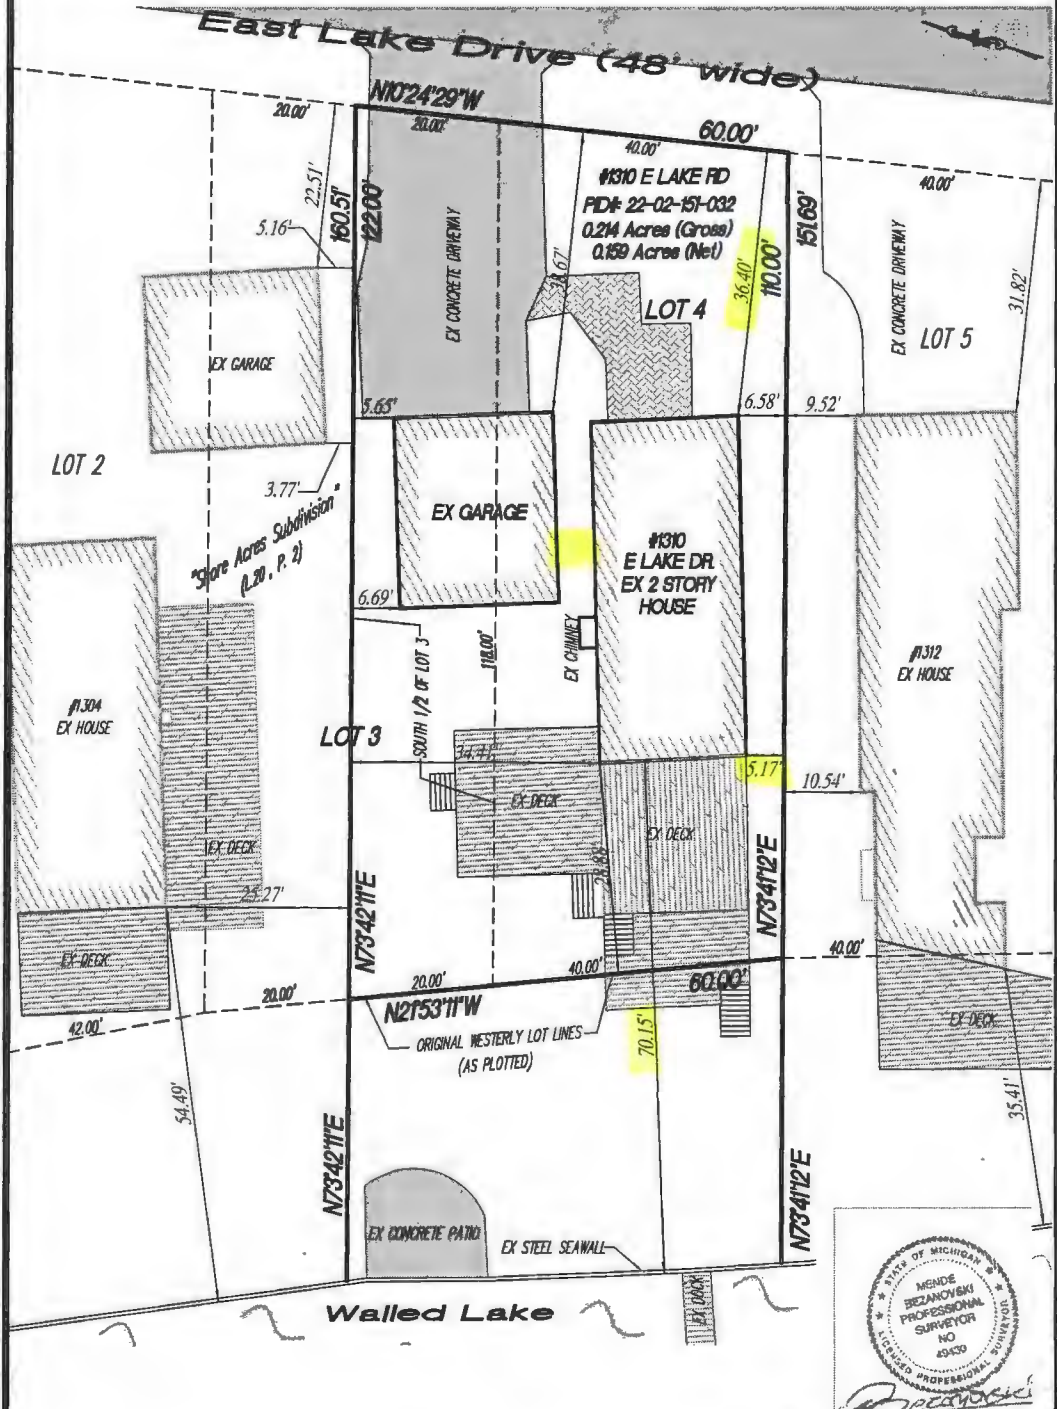 East Lake Drive (48' wide)
N10°24'29"W
20.00'
20.00'
60.00'
40.00'
40.00'
#1310 E LAKE RD
PID#: 22-02-151-032
0.214 Acres (Gross)
0.159 Acres (Net)
22.51'
160.51'
122.00'
5.16'
EX CONCRETE DRIVEWAY
38.67'
36.40'
110.00'
151.69'
EX CONCRETE DRIVEWAY
31.82'
LOT 4
LOT 5
EX GARAGE
5.65'
6.58'
9.52'
LOT 2
3.77'
"Shore Acres Subdivision"
(L.20 , P. 2)
EX GARAGE
#1310
E LAKE DR.
EX 2 STORY
HOUSE
6.69'
EX CHIMNEY
118.00'
SOUTH 1/2 OF LOT 3
#1304
EX HOUSE
#1312
EX HOUSE
LOT 3
34.41'
5.17'
10.54'
EX DECK
EX DECK
EX DECK
28.88'
25.27'
N73°42'11"E
N73°41'12"E
EX DECK
40.00'
20.00'
40.00'
60.00'
20.00'
42.00'
N21°53'11"W
ORIGINAL WESTERLY LOT LINES
(AS PLOTTED)
70.15'
EX DECK
54.49'
35.41'
N73°42'11"E
N73°41'12"E
EX CONCRETE PATIO
EX STEEL SEAWALL
Walled Lake
EX DOCK
STATE OF MICHIGAN
MENDE
BEZANOVSKI
PROFESSIONAL
SURVEYOR
NO
49439
LICENSED PROFESSIONAL SURVEYOR